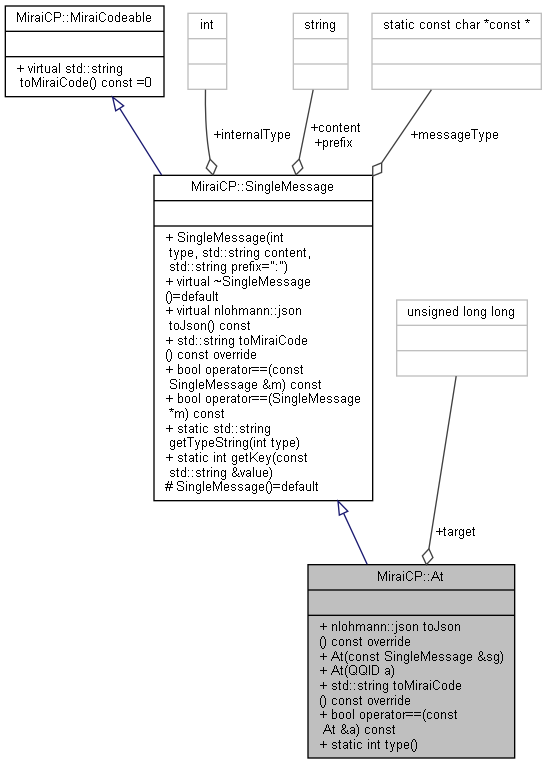 MiraiCP::MiraiCodeable
+ virtual std::string
toMiraiCode() const =0
int
string
static const char *const *
+internalType
+content
+prefix
+messageType
MiraiCP::SingleMessage
+ SingleMessage(int
type, std::string content,
std::string prefix=":")
+ virtual ~SingleMessage
()=default
+ virtual nlohmann::json
toJson() const
+ std::string toMiraiCode
() const override
+ bool operator==(const
SingleMessage &m) const
+ bool operator==(SingleMessage
*m) const
+ static std::string
getTypeString(int type)
+ static int getKey(const
std::string &value)
# SingleMessage()=default
unsigned long long
+target
MiraiCP::At
+ nlohmann::json toJson
() const override
+ At(const SingleMessage &sg)
+ At(QQID a)
+ std::string toMiraiCode
() const override
+ bool operator==(const
At &a) const
+ static int type()